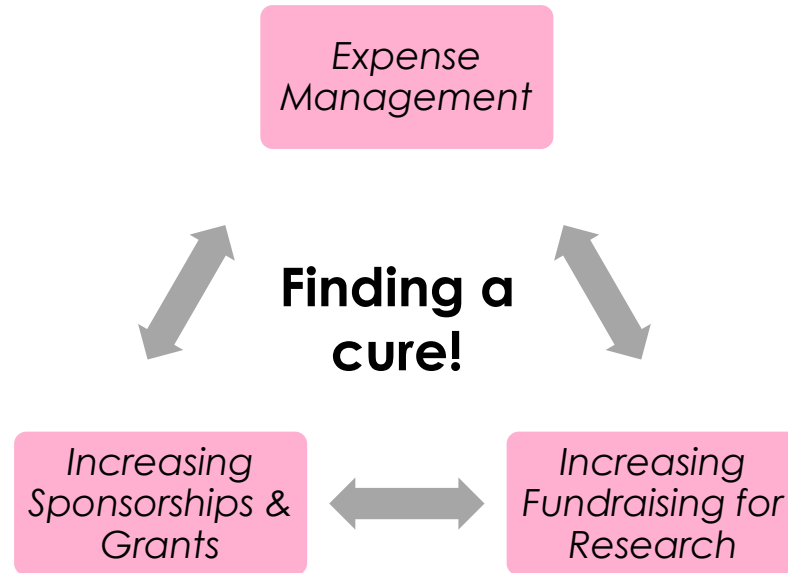 Expense
Management
Finding a
cure!
Increasing
Sponsorships &
Grants
Increasing
Fundraising for
Research